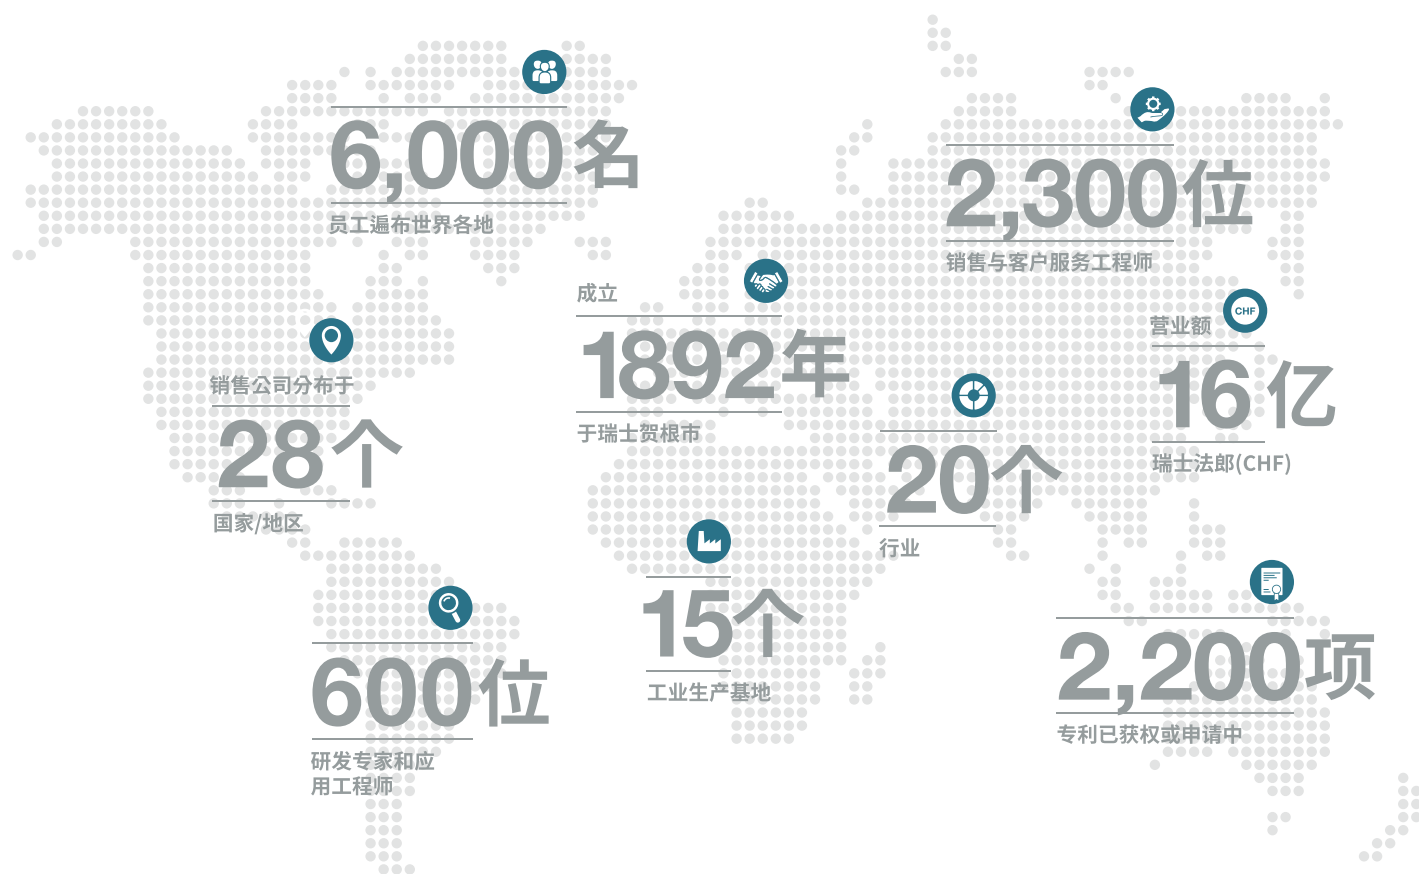 6,000名
员工遍布世界各地
2,300位
销售与客户服务工程师
成立
1892年
于瑞士贺根市
CHF
营业额
16亿
瑞士法郎(CHF)
销售公司分布于
28个
国家/地区
20个
行业
15个
工业生产基地
600位
研发专家和应
用工程师
2,200项
专利已获权或申请中